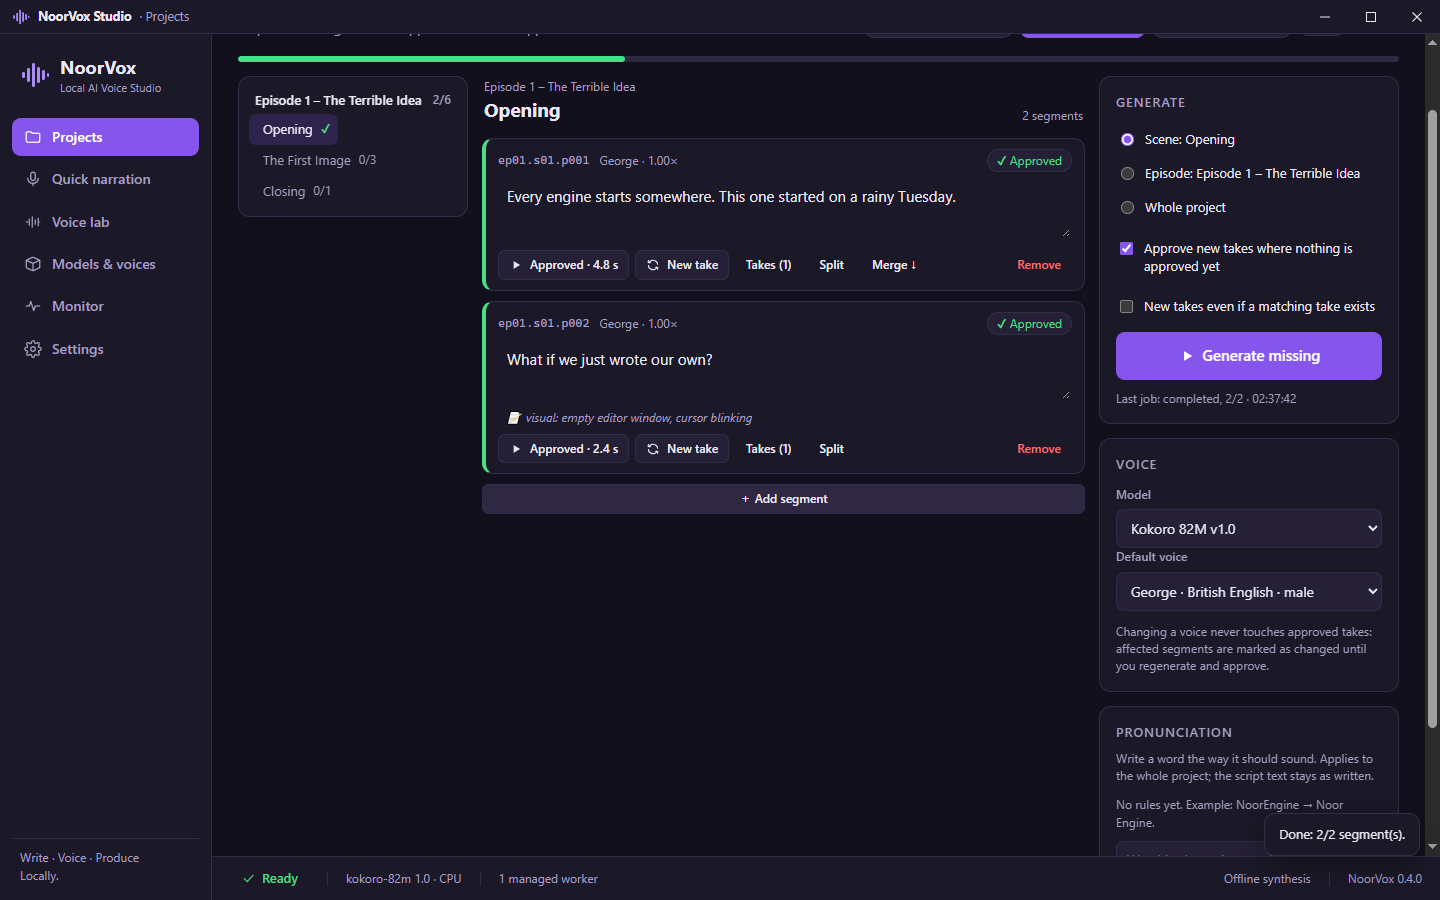 NoorVox Studio · Projects
NoorVox
Local AI Voice Studio
Projects
Quick narration
Voice lab
Models & voices
Monitor
Settings
Write · Voice · Produce
Locally.
Episode 1 – The Terrible Idea 2/6
Opening ✓
The First Image 0/3
Closing 0/1
Episode 1 – The Terrible Idea
Opening
2 segments
ep01.s01.p001 George · 1.00×
✓ Approved
Every engine starts somewhere. This one started on a rainy Tuesday.
Approved · 4.8 s
New take
Takes (1)
Split
Merge ↓
Remove
ep01.s01.p002 George · 1.00×
✓ Approved
What if we just wrote our own?
visual: empty editor window, cursor blinking
Approved · 2.4 s
New take
Takes (1)
Split
Remove
+ Add segment
GENERATE
Scene: Opening
Episode: Episode 1 – The Terrible Idea
Whole project
Approve new takes where nothing is
approved yet
New takes even if a matching take exists
Generate missing
Last job: completed, 2/2 · 02:37:42
VOICE
Model
Kokoro 82M v1.0
Default voice
George · British English · male
Changing a voice never touches approved takes:
affected segments are marked as changed until
you regenerate and approve.
PRONUNCIATION
Write a word the way it should sound. Applies to
the whole project; the script text stays as written.
No rules yet. Example: NoorEngine → Noor
Engine.
Done: 2/2 segment(s).
✓ Ready
kokoro-82m 1.0 · CPU
1 managed worker
Offline synthesis
NoorVox 0.4.0